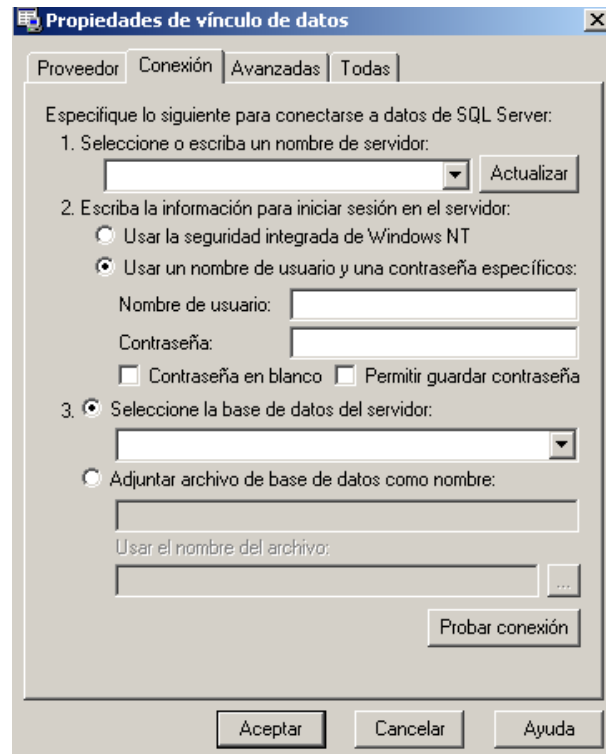 Propiedades de vínculo de datos
Proveedor Conexión Avanzadas Todas
Especifique lo siguiente para conectarse a datos de SQL Server:
1. Seleccione o escriba un nombre de servidor:
Actualizar
2. Escriba la información para iniciar sesión en el servidor:
Usar la seguridad integrada de Windows NT
Usar un nombre de usuario y una contraseña específicos:
Nombre de usuario:
Contraseña:
Contraseña en blanco Permitir guardar contraseña
3. Seleccione la base de datos del servidor:
Adjuntar archivo de base de datos como nombre:
Usar el nombre del archivo:
...
Probar conexión
Aceptar Cancelar Ayuda